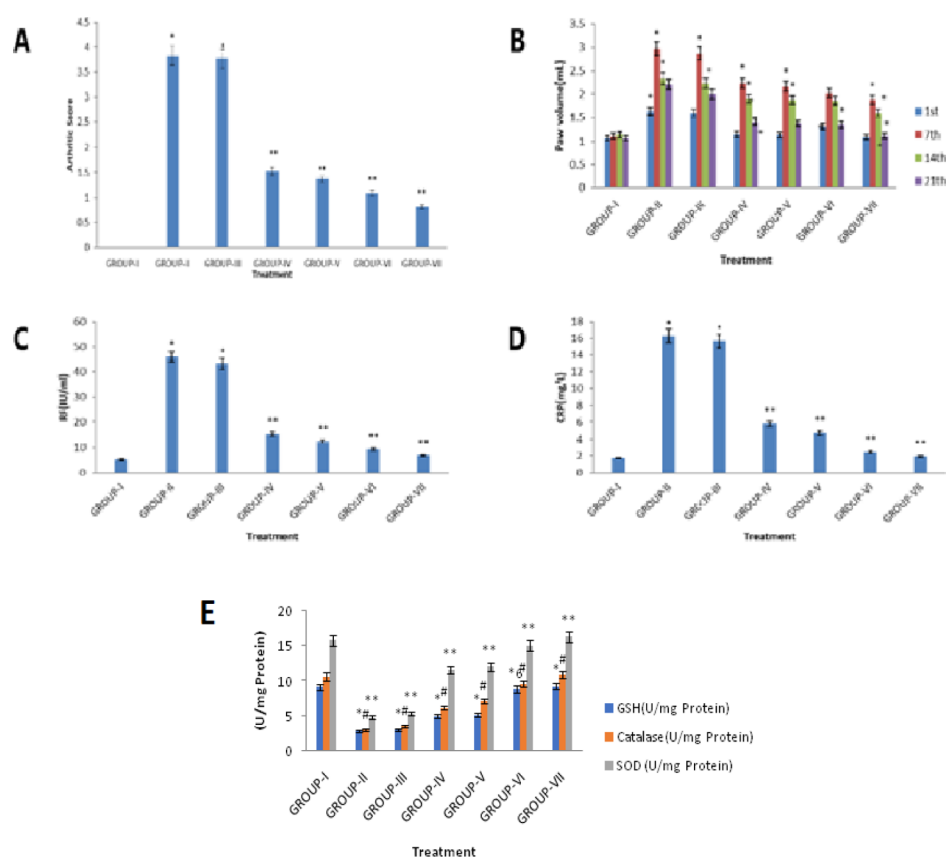 A
Arthritic Score
4.5
4
3.5
3
2.5
2
1.5
1
0.5
0
*
*
**
**
**
**
GROUP-I GROUP-II GROUP-III GROUP-IV GROUP-V GROUP-VI GROUP-VII
Treatment
B
Paw volume(mL)
3.5
3
2.5
2
1.5
1
0.5
0
1st
7th
14th
21th
GROUP-I GROUP-II GROUP-III GROUP-IV GROUP-V GROUP-VI GROUP-VII
Treatment
C
RF(IU/ml)
60
50
40
30
20
10
0
*
*
**
**
**
**
GROUP-I GROUP-II GROUP-III GROUP-IV GROUP-V GROUP-VI GROUP-VII
Treatment
D
CRP(mg/L)
18
16
14
12
10
8
6
4
2
0
*
*
**
**
**
**
GROUP-I GROUP-II GROUP-III GROUP-IV GROUP-V GROUP-VI GROUP-VII
Treatment
E
(U/mg Protein)
20
15
10
5
0
*# ** *# ** *# ** *# ** *# ** *# **
GROUP-I GROUP-II GROUP-III GROUP-IV GROUP-V GROUP-VI GROUP-VII
Treatment
GSH(U/mg Protein)
Catalase(U/mg Protein)
SOD (U/mg Protein)